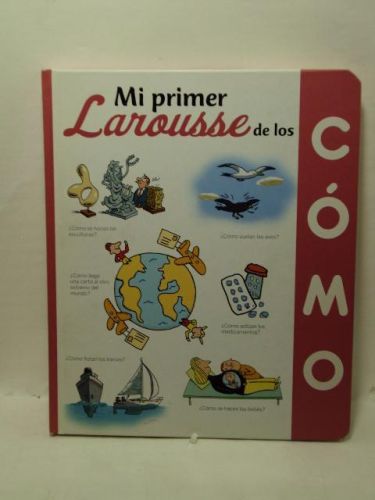 Mi primer
Larousse de los
CÓMO
¿Cómo se hacen las
esculturas?
¿Cómo vuelan las aves?
¿Cómo llega
una carta al otro
extremo del
mundo?
¿Cómo actúan los
medicamentos?
¿Cómo flotan los barcos?
¿Cómo se hacen los bebés?